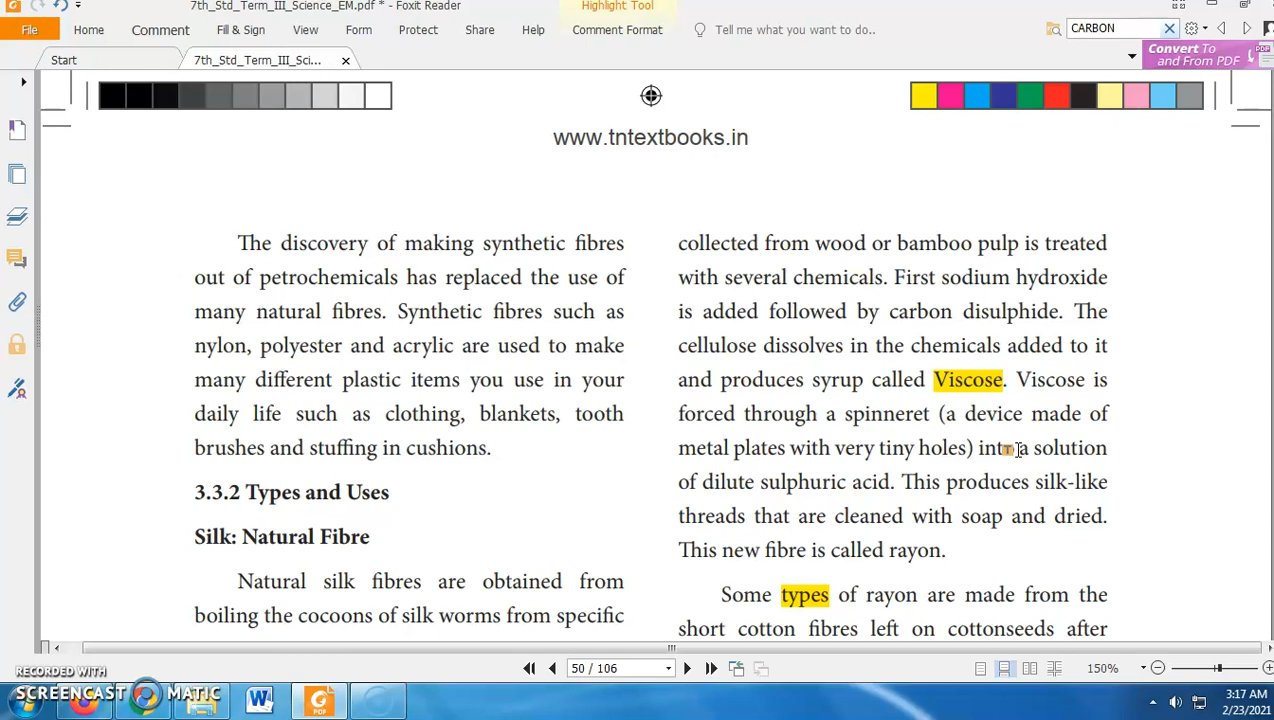 7th_Std_Term_III_Science_EM.pdf * - Foxit Reader
Highlight Tool
File
Home
Comment
Fill & Sign
View
Form
Protect
Share
Help
Comment Format
Tell me what you want to do..
CARBON
Start
7th_Std_Term_III_Sci...
Convert To
and From PDF
www.tntextbooks.in
The discovery of making synthetic fibres
out of petrochemicals has replaced the use of
many natural fibres. Synthetic fibres such as
nylon, polyester and acrylic are used to make
many different plastic items you use in your
daily life such as clothing, blankets, tooth
brushes and stuffing in cushions.
3.3.2 Types and Uses
Silk: Natural Fibre
Natural silk fibres are obtained from
boiling the cocoons of silk worms from specific
collected from wood or bamboo pulp is treated
with several chemicals. First sodium hydroxide
is added followed by carbon disulphide. The
cellulose dissolves in the chemicals added to it
and produces syrup called Viscose. Viscose is
forced through a spinneret (a device made of
metal plates with very tiny holes) into a solution
of dilute sulphuric acid. This produces silk-like
threads that are cleaned with soap and dried.
This new fibre is called rayon.
Some types of rayon are made from the
short cotton fibres left on cottonseeds after
50 / 106
150%
RECORDED WITH
SCREENCAST MATIC
3:17 AM
2/23/2021